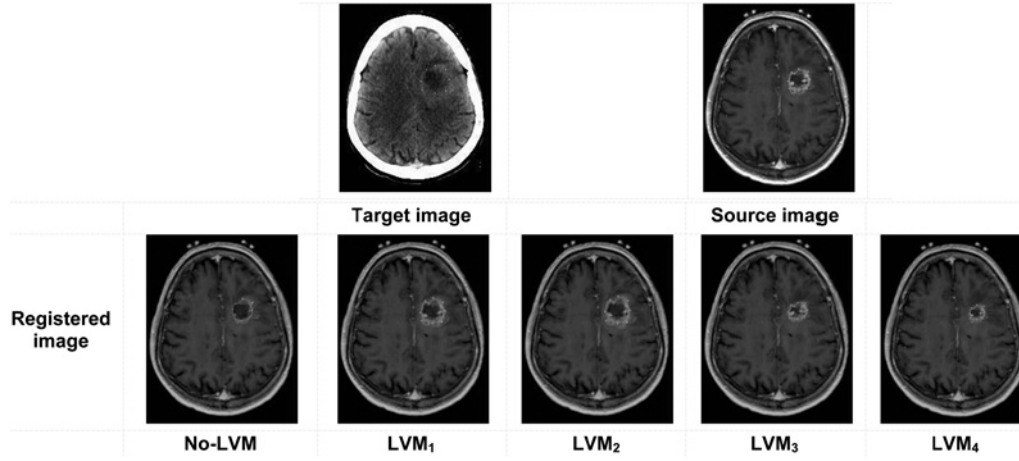 Target image
Source image
Registered
image
No-LVM
LVM₁
LVM₂
LVM₃
LVM₄